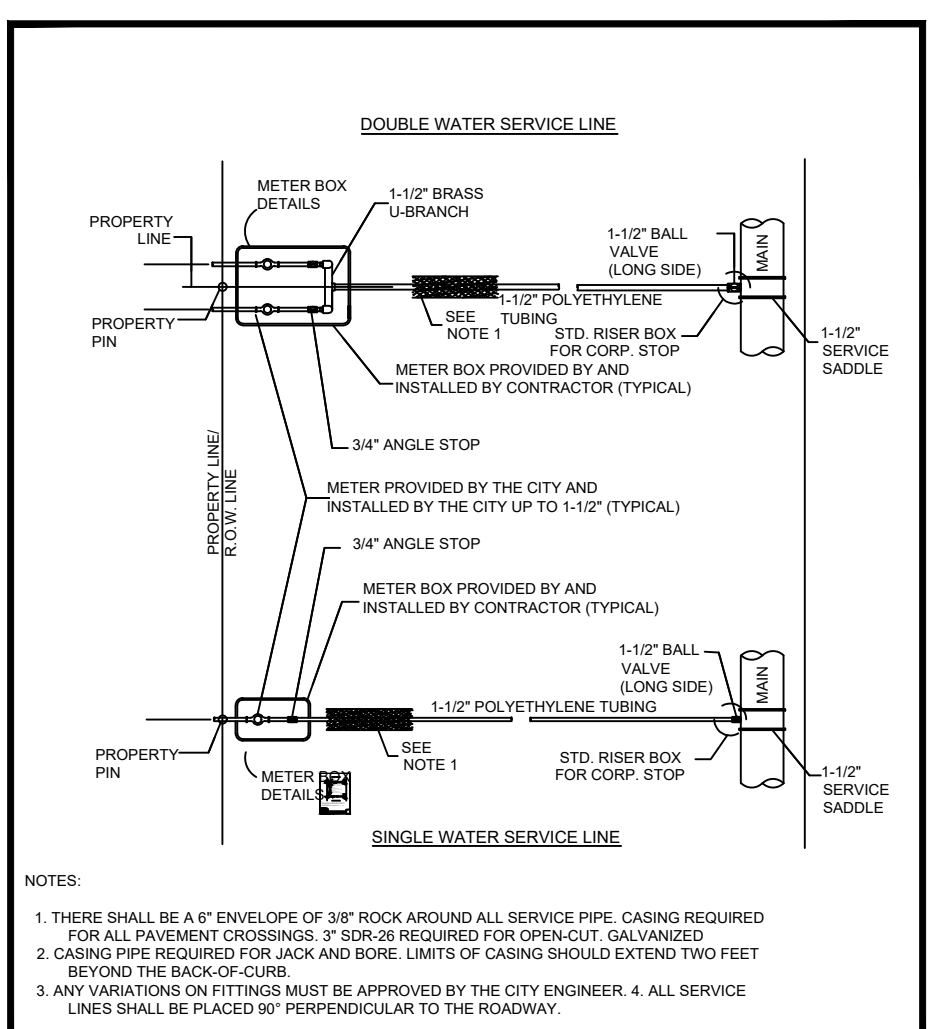 DOUBLE WATER SERVICE LINE
METER BOX
DETAILS
1-1/2" BRASS
U-BRANCH
PROPERTY
LINE
1-1/2" BALL
VALVE
(LONG SIDE)
MAIN
PROPERTY
PIN
SEE
NOTE 1
1-1/2" POLYETHYLENE
TUBING
STD. RISER BOX
FOR CORP. STOP
1-1/2"
SERVICE
SADDLE
METER BOX PROVIDED BY AND
INSTALLED BY CONTRACTOR (TYPICAL)
3/4" ANGLE STOP
PROPERTY LINE/
R.O.W. LINE
METER PROVIDED BY THE CITY AND
INSTALLED BY THE CITY UP TO 1-1/2" (TYPICAL)
3/4" ANGLE STOP
METER BOX PROVIDED BY AND
INSTALLED BY CONTRACTOR (TYPICAL)
1-1/2" BALL
VALVE
(LONG SIDE)
MAIN
1-1/2" POLYETHYLENE TUBING
PROPERTY
PIN
SEE
NOTE 1
STD. RISER BOX
FOR CORP. STOP
1-1/2"
SERVICE
SADDLE
METER BOX
DETAILS
SINGLE WATER SERVICE LINE
NOTES:
1. THERE SHALL BE A 6" ENVELOPE OF 3/8" ROCK AROUND ALL SERVICE PIPE. CASING REQUIRED
FOR ALL PAVEMENT CROSSINGS. 3" SDR-26 REQUIRED FOR OPEN-CUT. GALVANIZED
2. CASING PIPE REQUIRED FOR JACK AND BORE. LIMITS OF CASING SHOULD EXTEND TWO FEET
BEYOND THE BACK-OF-CURB.
3. ANY VARIATIONS ON FITTINGS MUST BE APPROVED BY THE CITY ENGINEER. 4. ALL SERVICE
LINES SHALL BE PLACED 90° PERPENDICULAR TO THE ROADWAY.